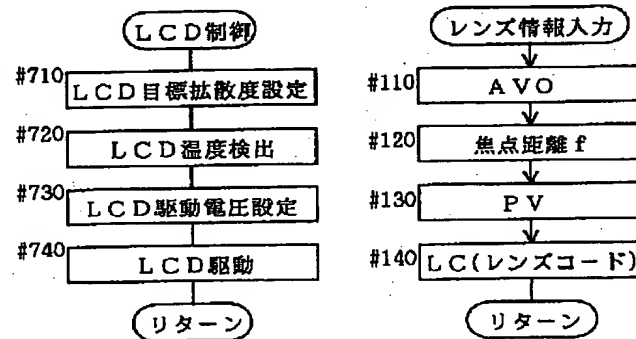 LCD制御
#710
LCD目標拡散度設定
#720
LCD温度検出
#730
LCD駆動電圧設定
#740
LCD駆動
リターン
レンズ情報入力
#110
AVO
#120
焦点距離f
#130
PV
#140
LC(レンズコード)
リターン